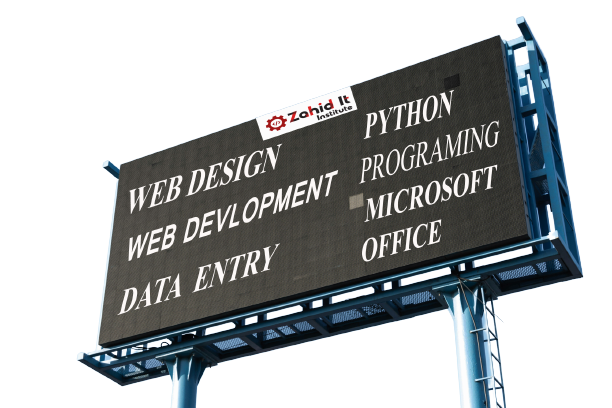 Zahid It
Institute
WEB DESIGN
WEB DEVLOPMENT
DATA ENTRY
PYTHON
PROGRAMING
MICROSOFT
OFFICE